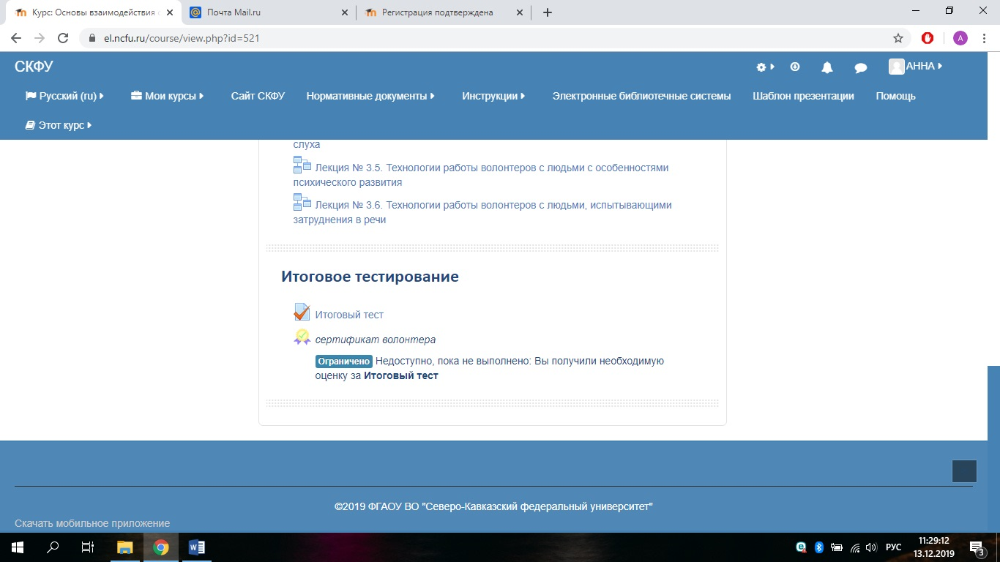 Курс: Основы взаимодействия с
Почта Mail.ru
Регистрация подтверждена
el.ncfu.ru/course/view.php?id=521
A
СКФУ
АННА
Русский (ru)
Мои курсы
Сайт СКФУ
Нормативные документы
Инструкции
Электронные библиотечные системы
Шаблон презентации
Помощь
Этот курс
слуха
Лекция № 3.5. Технологии работы волонтеров с людьми с особенностями
психического развития
Лекция № 3.6. Технологии работы волонтеров с людьми, испытывающими
затруднения в речи
Итоговое тестирование
Итоговый тест
сертификат волонтера
Ограничено Недоступно, пока не выполнено: Вы получили необходимую
оценку за Итоговый тест
©2019 ФГАОУ ВО "Северо-Кавказский федеральный университет"
Скачать мобильное приложение
РУС
11:29:12
13.12.2019
3